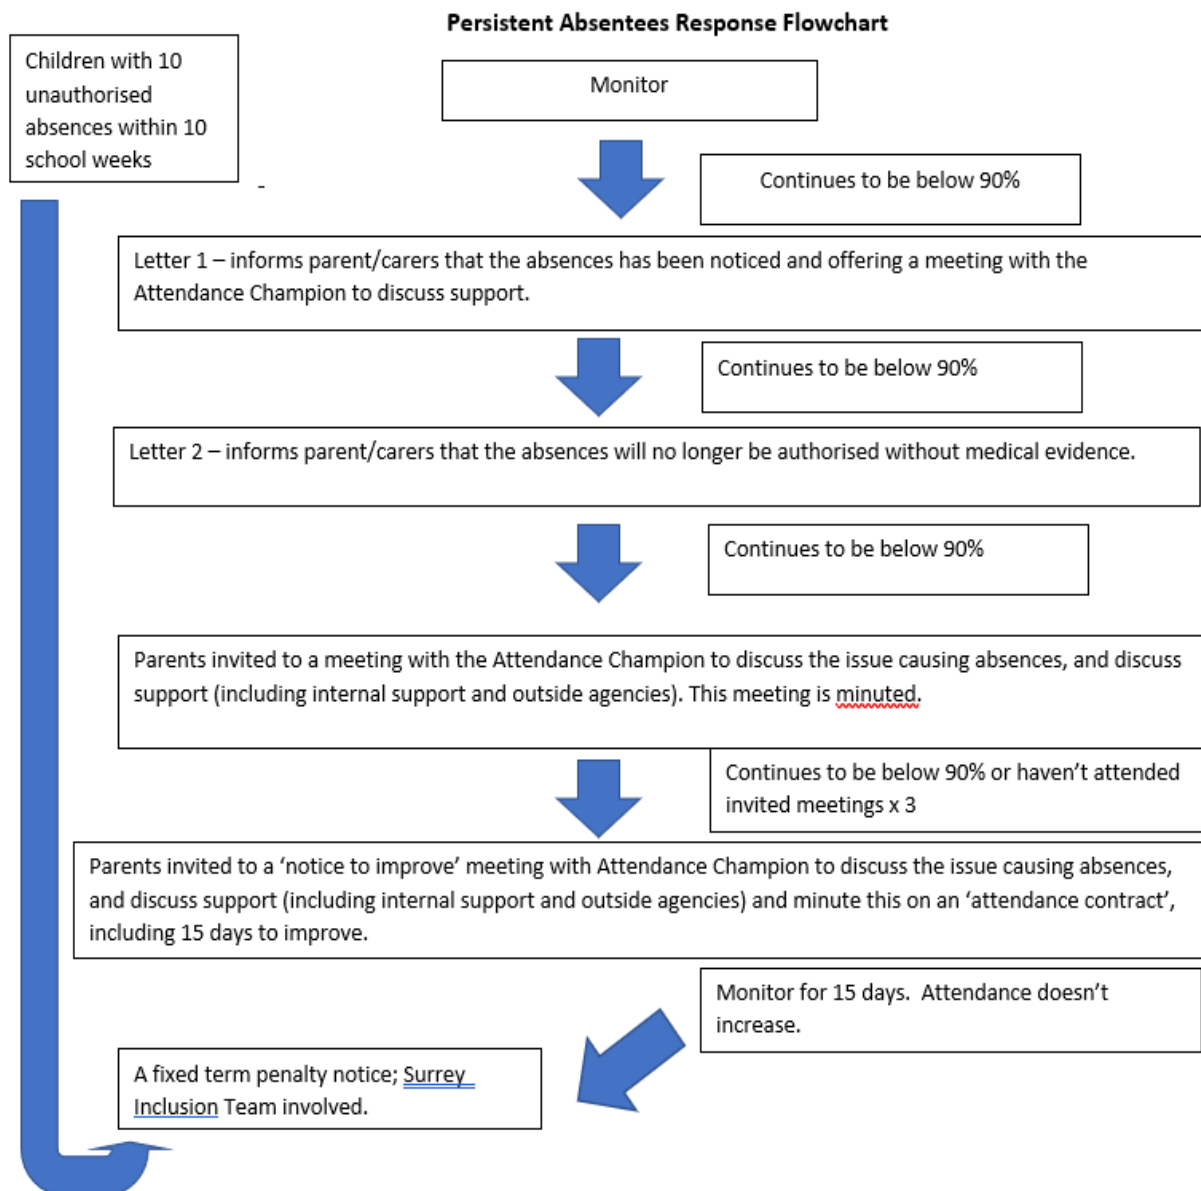 Persistent Absentees Response Flowchart
Children with 10
unauthorised
absences within 10
school weeks
Monitor
-
Continues to be below 90%
Letter 1 – informs parent/carers that the absences has been noticed and offering a meeting with the
Attendance Champion to discuss support.
Continues to be below 90%
Letter 2 – informs parent/carers that the absences will no longer be authorised without medical evidence.
Continues to be below 90%
Parents invited to a meeting with the Attendance Champion to discuss the issue causing absences, and discuss
support (including internal support and outside agencies). This meeting is minuted.
Continues to be below 90% or haven’t attended
invited meetings x 3
Parents invited to a ‘notice to improve’ meeting with Attendance Champion to discuss the issue causing absences,
and discuss support (including internal support and outside agencies) and minute this on an ‘attendance contract’,
including 15 days to improve.
Monitor for 15 days.  Attendance doesn’t
increase.
A fixed term penalty notice; Surrey
Inclusion Team involved.